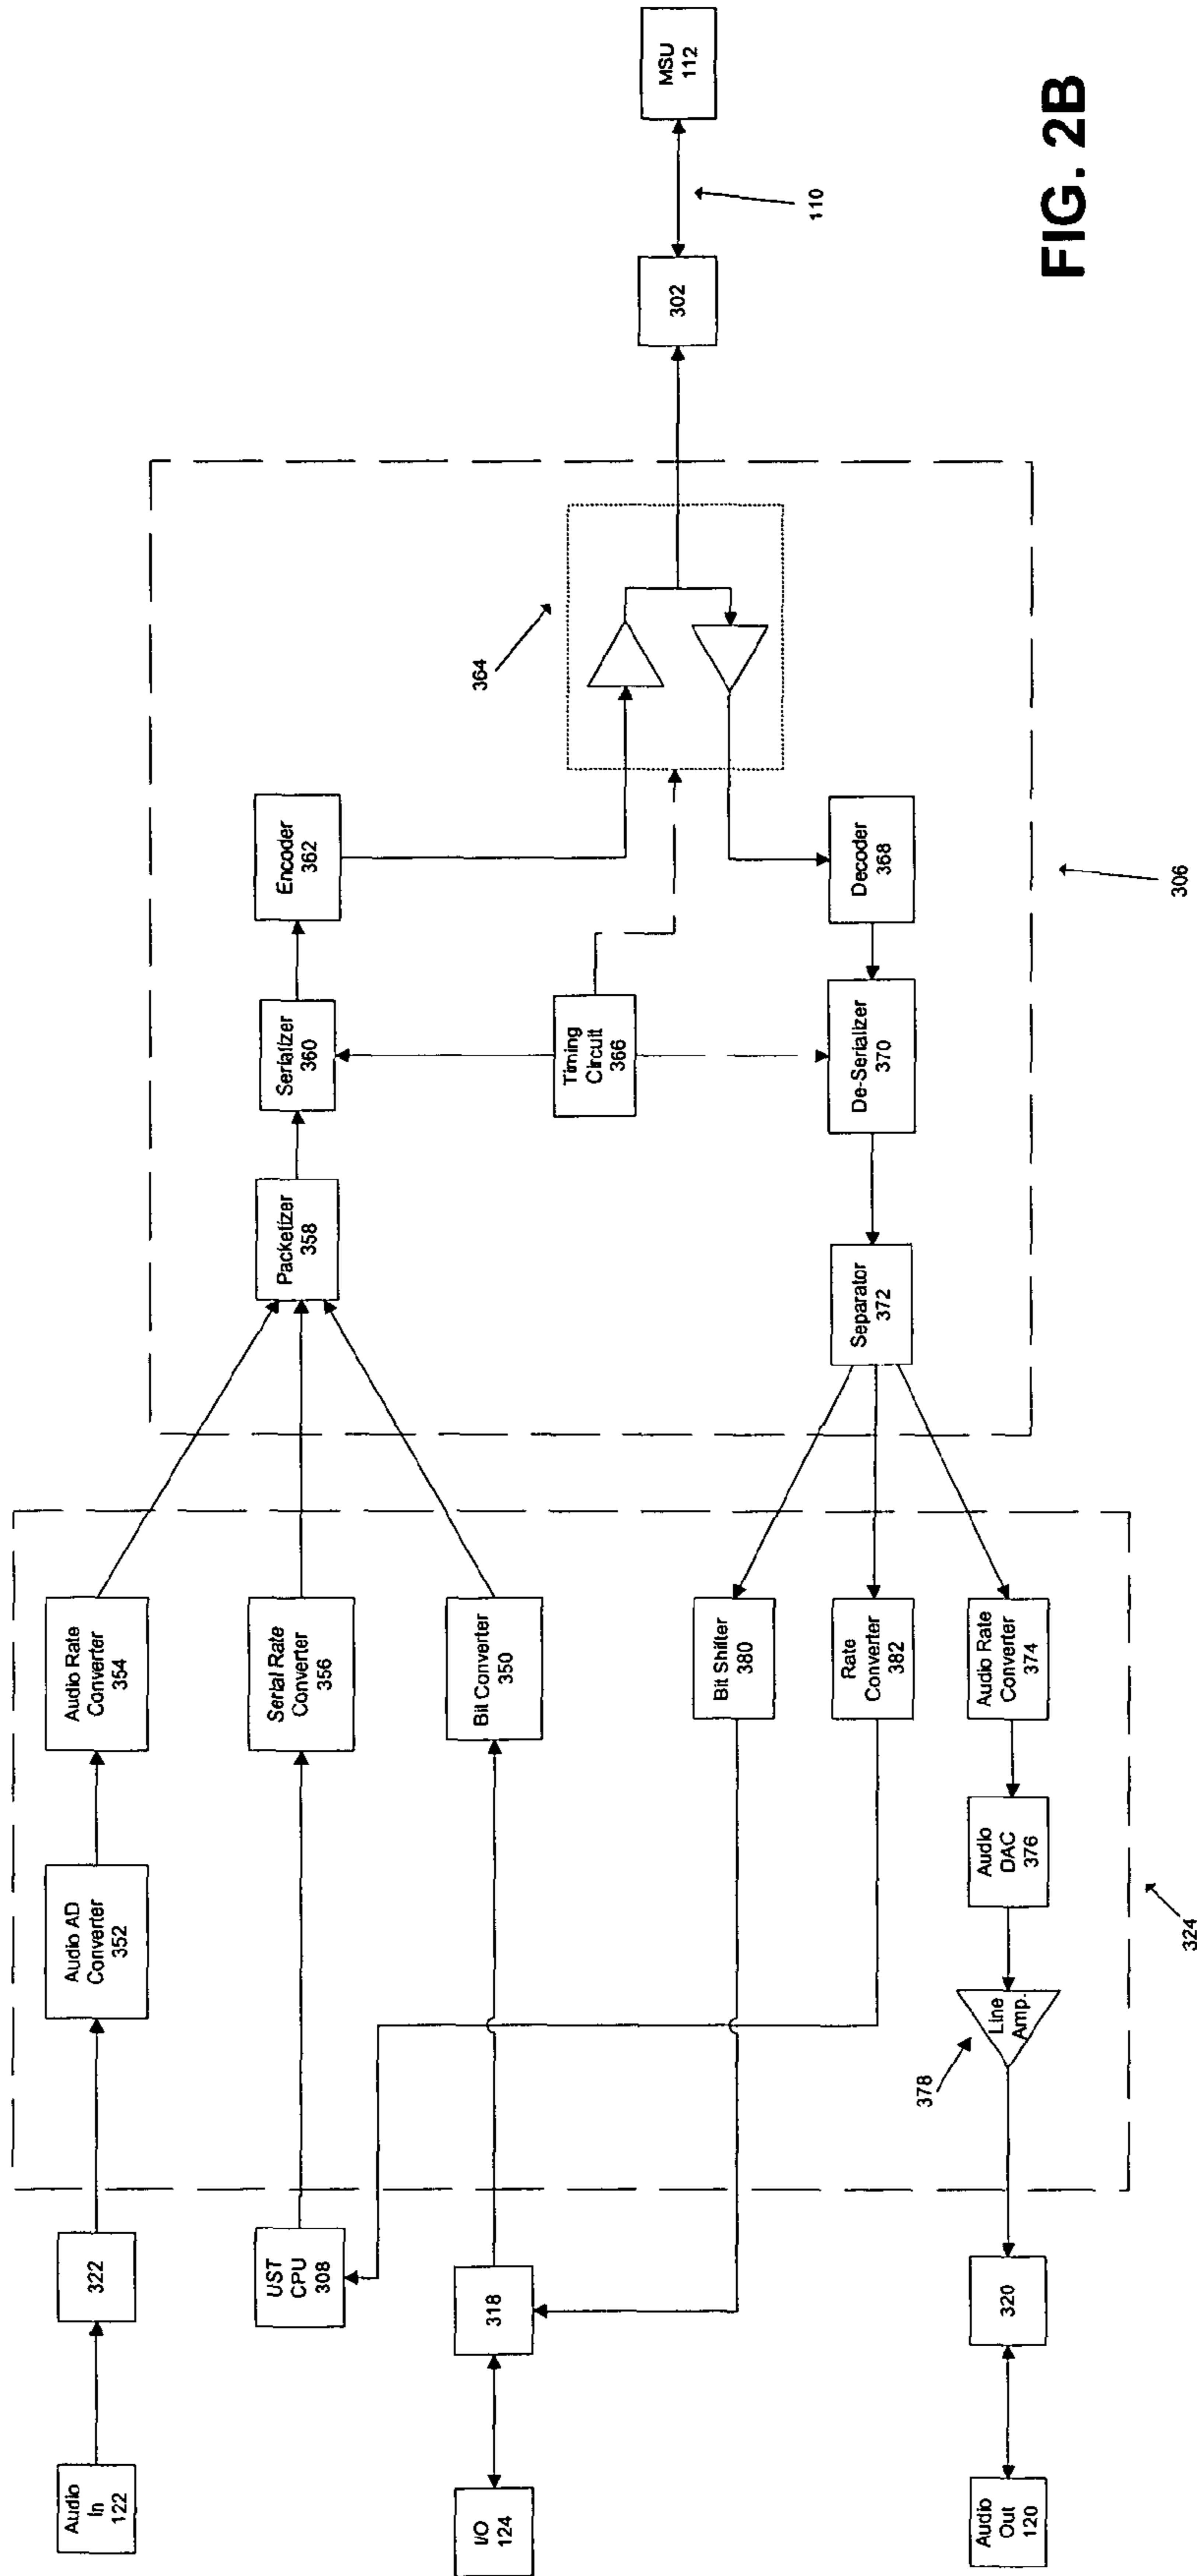 Audio
In
122
322
Audio AD
Converter
352
Audio Rate
Converter
354
UST
CPU
308
Serial Rate
Converter
356
I/O
124
318
Bit Converter
350
Packetizer
358
Serializer
360
Encoder
362
Timing
Circuit
366
364
302
110
MSU
112
Decoder
368
De-Serializer
370
Separator
372
Bit Shifter
380
Rate
Converter
382
Audio Rate
Converter
374
Audio
DAC
376
Line
Amp.
378
320
Audio
Out
120
324
306
FIG. 2B